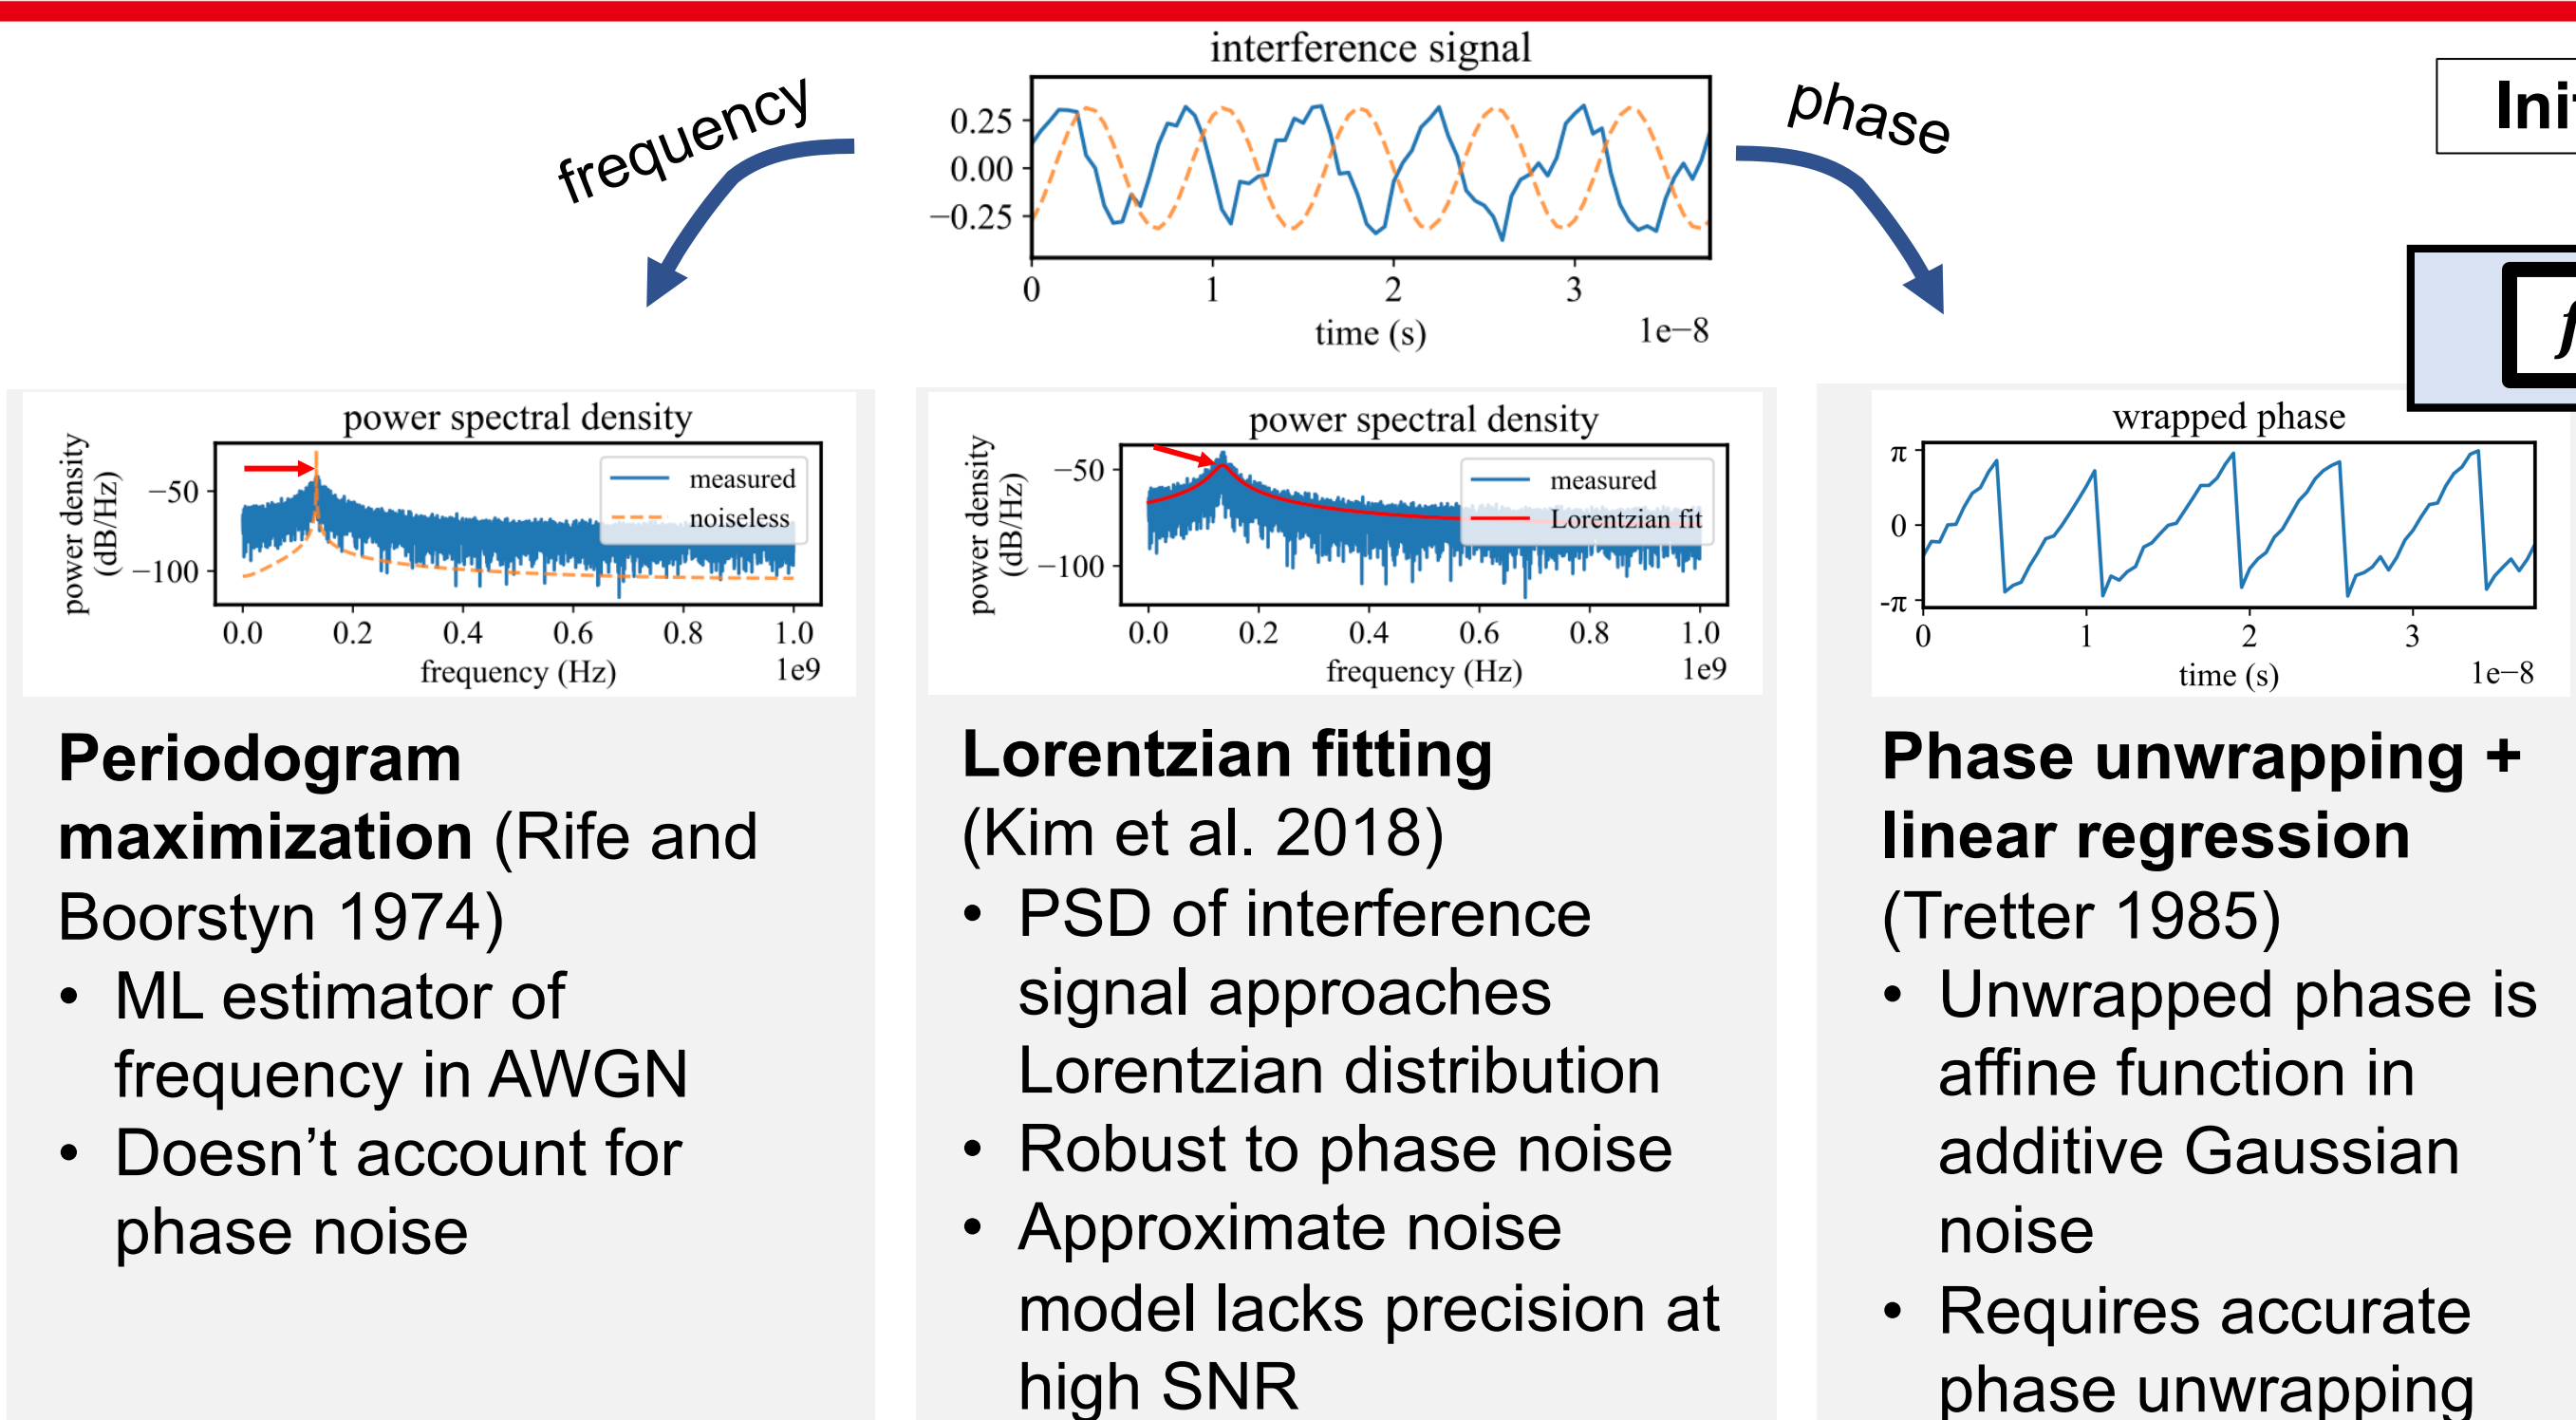 interference signal
frequency
phase
0.25
0.00
−0.25
0 1 2 3
time (s) 1e−8
power spectral density
power density
(dB/Hz)
−50
−100
measured
noiseless
0.0 0.2 0.4 0.6 0.8 1.0
frequency (Hz) 1e9
Periodogram
maximization (Rife and
Boorstyn 1974)
• ML estimator of
frequency in AWGN
• Doesn’t account for
phase noise
power spectral density
power density
(dB/Hz)
−50
−100
measured
Lorentzian fit
0.0 0.2 0.4 0.6 0.8 1.0
frequency (Hz) 1e9
Lorentzian fitting
(Kim et al. 2018)
• PSD of interference
signal approaches
Lorentzian distribution
• Robust to phase noise
• Approximate noise
model lacks precision at
high SNR
wrapped phase
π
0
-π
0 1 2 3
time (s) 1e−8
Phase unwrapping +
linear regression
(Tretter 1985)
• Unwrapped phase is
affine function in
additive Gaussian
noise
• Requires accurate
phase unwrapping